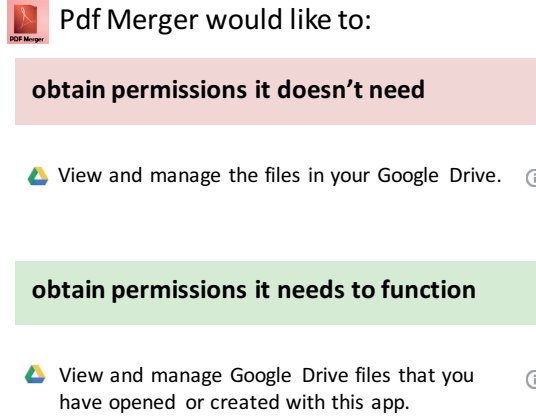 Pdf Merger would like to:
PDF Merger
obtain permissions it doesn't need
View and manage the files in your Google Drive.
obtain permissions it needs to function
View and manage Google Drive files that you
have opened or created with this app.